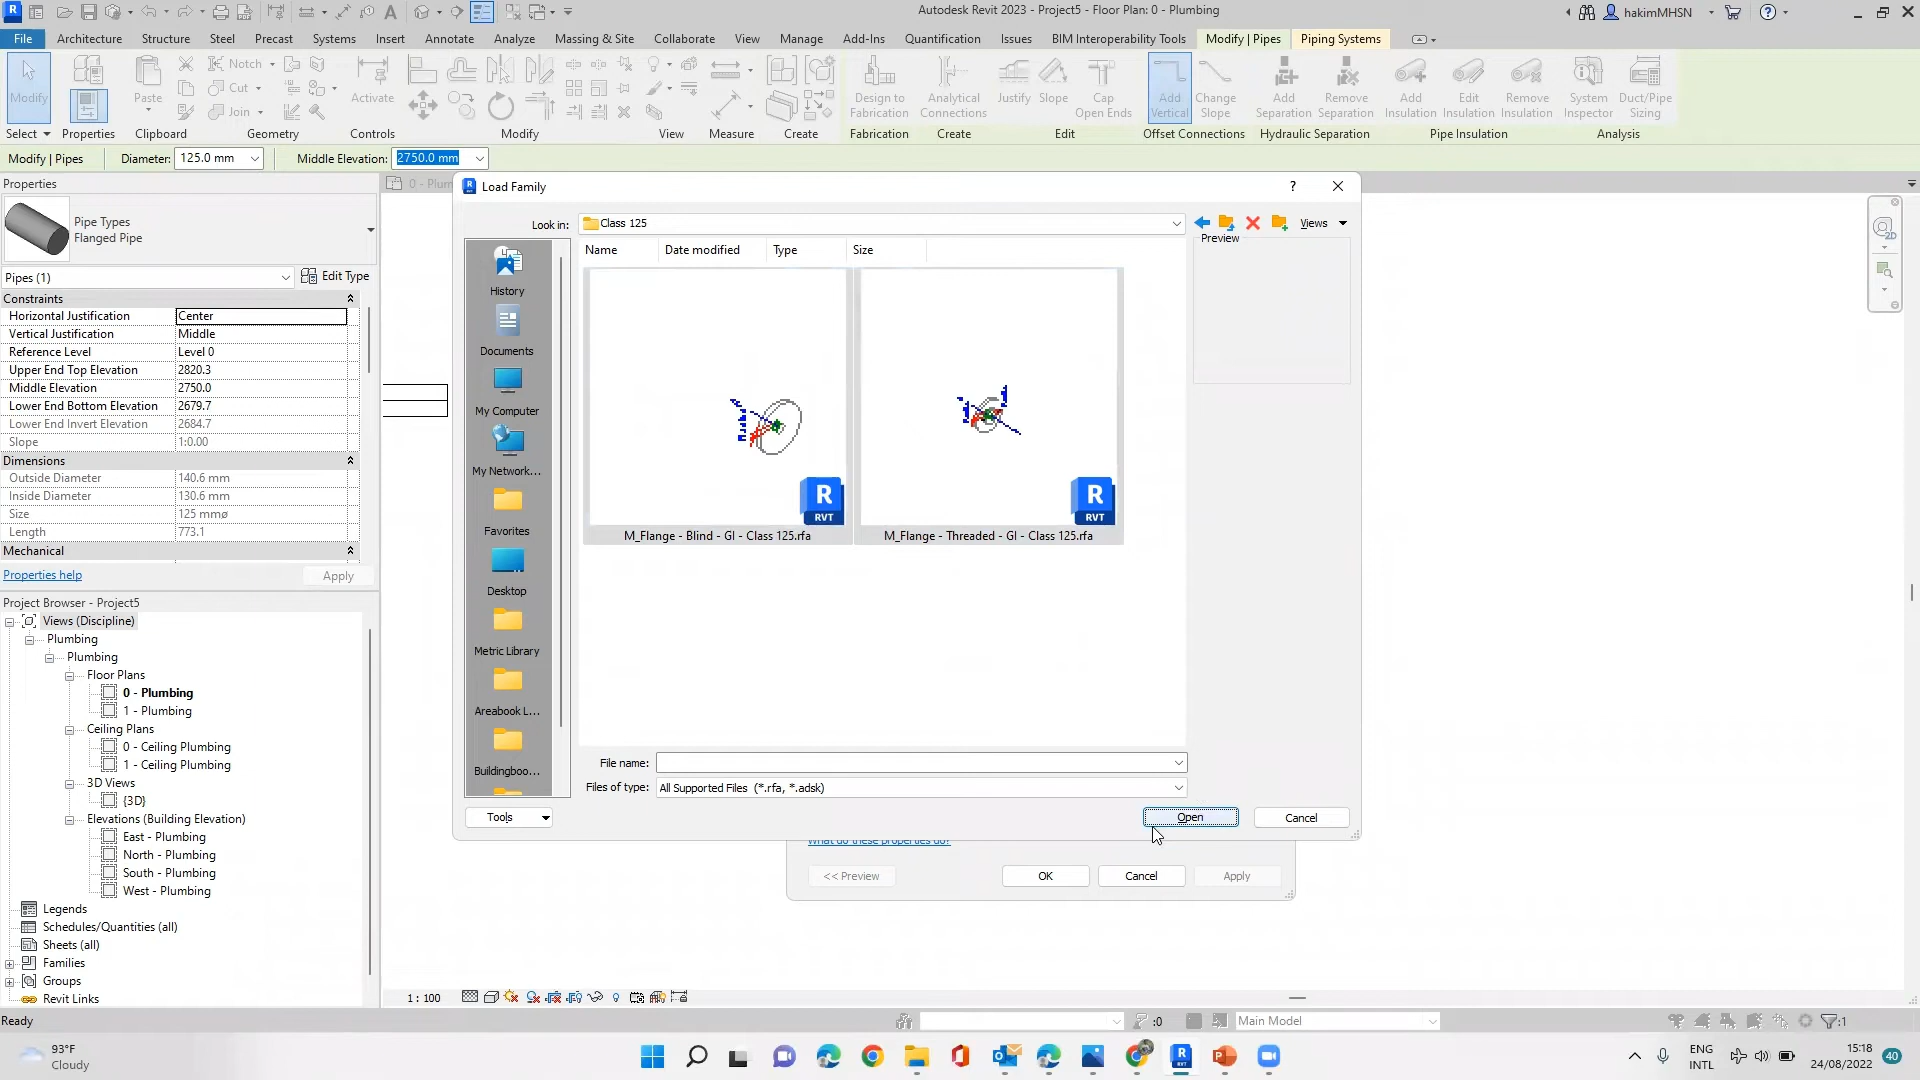 Autodesk Revit 2023 - Project5 - Floor Plan: 0 - Plumbing
hakimMHSN
File Architecture Structure Steel Precast Systems Insert Annotate Analyze Massing & Site Collaborate View Manage Add-Ins Quantification Issues BIM Interoperability Tools Modify | Pipes Piping Systems
Modify
Paste
Notch
Cut
Join
Activate
Design to Fabrication
Analytical Connections
Justify
Slope
Cap Open Ends
Add Vertical
Change Slope
Add Separation
Remove Separation
Add Insulation
Edit Insulation
Remove Insulation
System Inspector
Duct/Pipe Sizing
Select Properties Clipboard Geometry Controls Modify View Measure Create Fabrication Create Edit Offset Connections Hydraulic Separation Pipe Insulation Analysis
Modify | Pipes Diameter: 125.0 mm Middle Elevation: 2750.0 mm
Properties
Pipe Types
Flanged Pipe
Pipes (1) Edit Type
Constraints
Horizontal Justification Center
Vertical Justification Middle
Reference Level Level 0
Upper End Top Elevation 2820.3
Middle Elevation 2750.0
Lower End Bottom Elevation 2679.7
Lower End Invert Elevation 2684.7
Slope 1:0.00
Dimensions
Outside Diameter 140.6 mm
Inside Diameter 130.6 mm
Size 125 mmø
Length 773.1
Mechanical
Properties help Apply
Project Browser - Project5
Views (Discipline)
Plumbing
Plumbing
Floor Plans
0 - Plumbing
1 - Plumbing
Ceiling Plans
0 - Ceiling Plumbing
1 - Ceiling Plumbing
3D Views
{3D}
Elevations (Building Elevation)
East - Plumbing
North - Plumbing
South - Plumbing
West - Plumbing
Legends
Schedules/Quantities (all)
Sheets (all)
Families
Groups
Revit Links
0 - Plum
Load Family
Look in: Class 125
Views
Preview
Name Date modified Type Size
History
Documents
My Computer
My Network...
Favorites
Desktop
Metric Library
Areabook L...
Buildingboo...
R
RVT
M_Flange - Blind - GI - Class 125.rfa
R
RVT
M_Flange - Threaded - GI - Class 125.rfa
File name:
Files of type: All Supported Files (*.rfa, *.adsk)
Tools Open Cancel
What do these properties do?
<< Preview OK Cancel Apply
2D
1 : 100
Ready
:0
Main Model
:1
93°F
Cloudy
ENG
INTL
15:18
24/08/2022
40